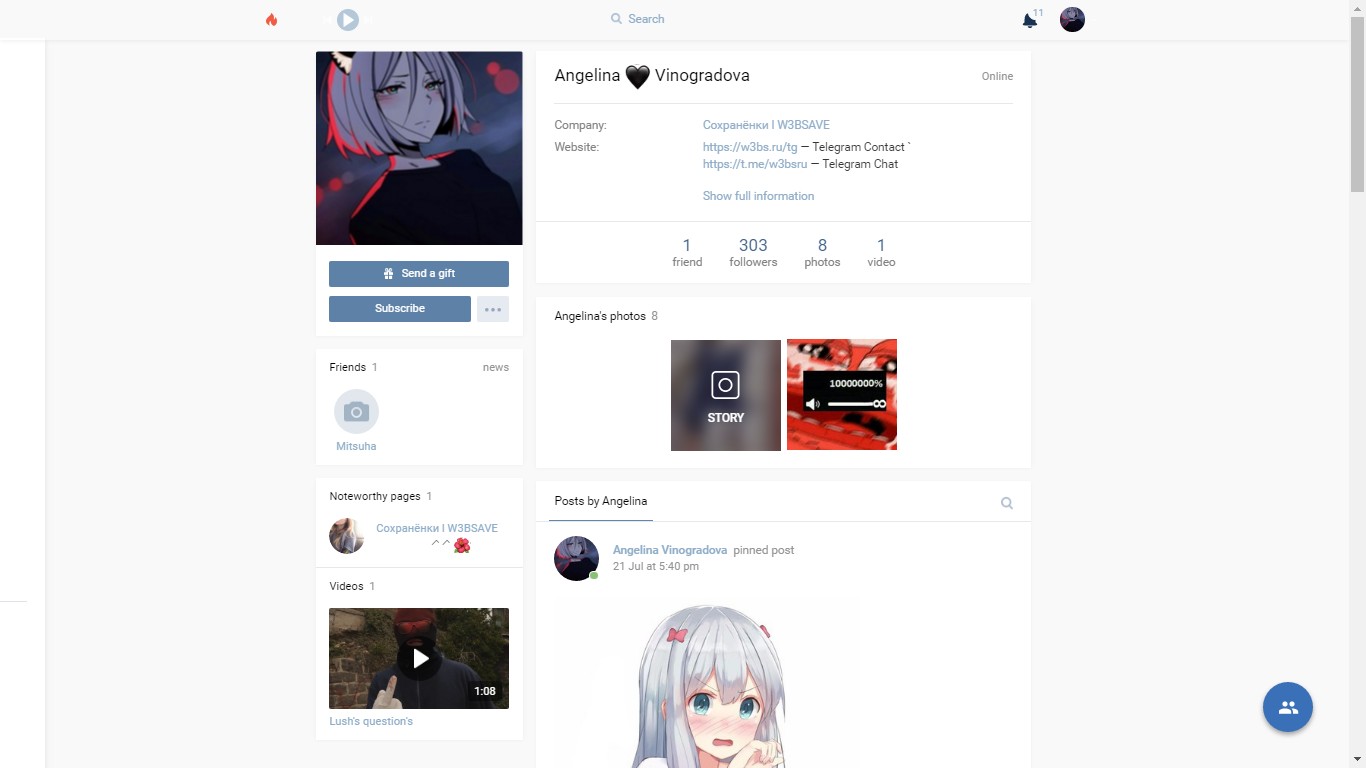 Search
11
Angelina 🖤 Vinogradova
Online
Company:
Сохранёнки I W3BSAVE
Website:
https://w3bs.ru/tg — Telegram Contact `
https://t.me/w3bsru — Telegram Chat
Show full information
1
friend
303
followers
8
photos
1
video
Send a gift
Subscribe
Friends 1
news
Mitsuha
Noteworthy pages 1
Сохранёнки I W3BSAVE
^ ^ 🌺
Videos 1
1:08
Lush's question's
Angelina's photos 8
STORY
10000000%
Posts by Angelina
Angelina Vinogradova pinned post
21 Jul at 5:40 pm